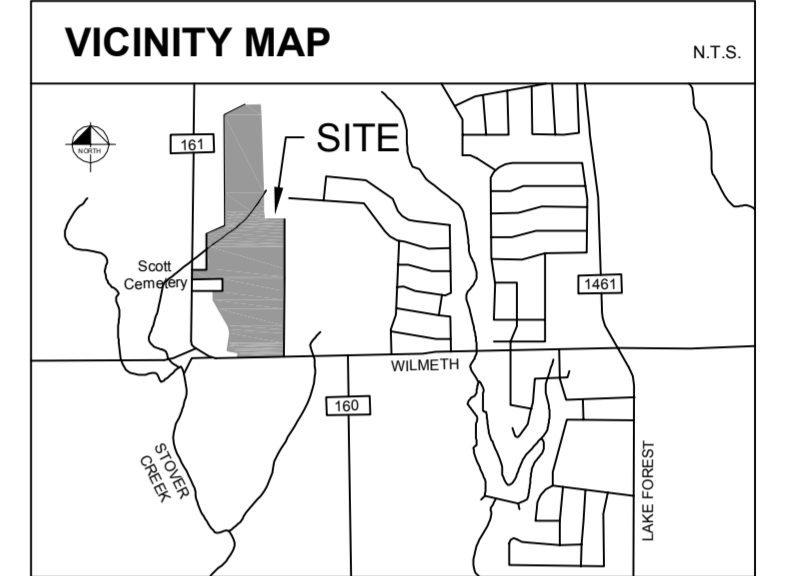 VICINITY MAP
N.T.S.
NORTH
161
SITE
Scott
Cemetery
1461
WILMETH
160
STOVER
CREEK
LAKE FOREST